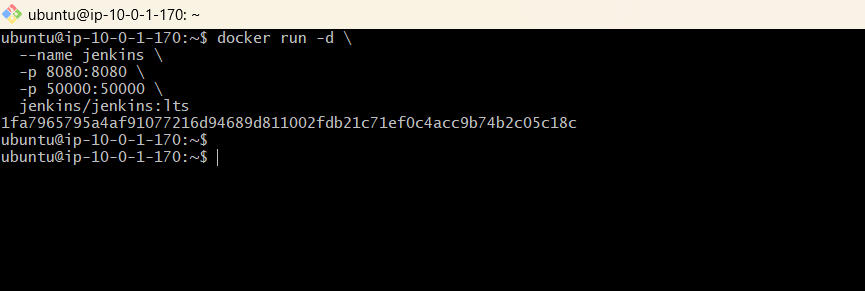 ubuntu@ip-10-0-1-170: ~
ubuntu@ip-10-0-1-170:~$ docker run -d \
  --name jenkins \
  -p 8080:8080 \
  -p 50000:50000 \
  jenkins/jenkins:lts
1fa7965795a4af91077216d94689d811002fdb21c71ef0c4acc9b74b2c05c18c
ubuntu@ip-10-0-1-170:~$
ubuntu@ip-10-0-1-170:~$